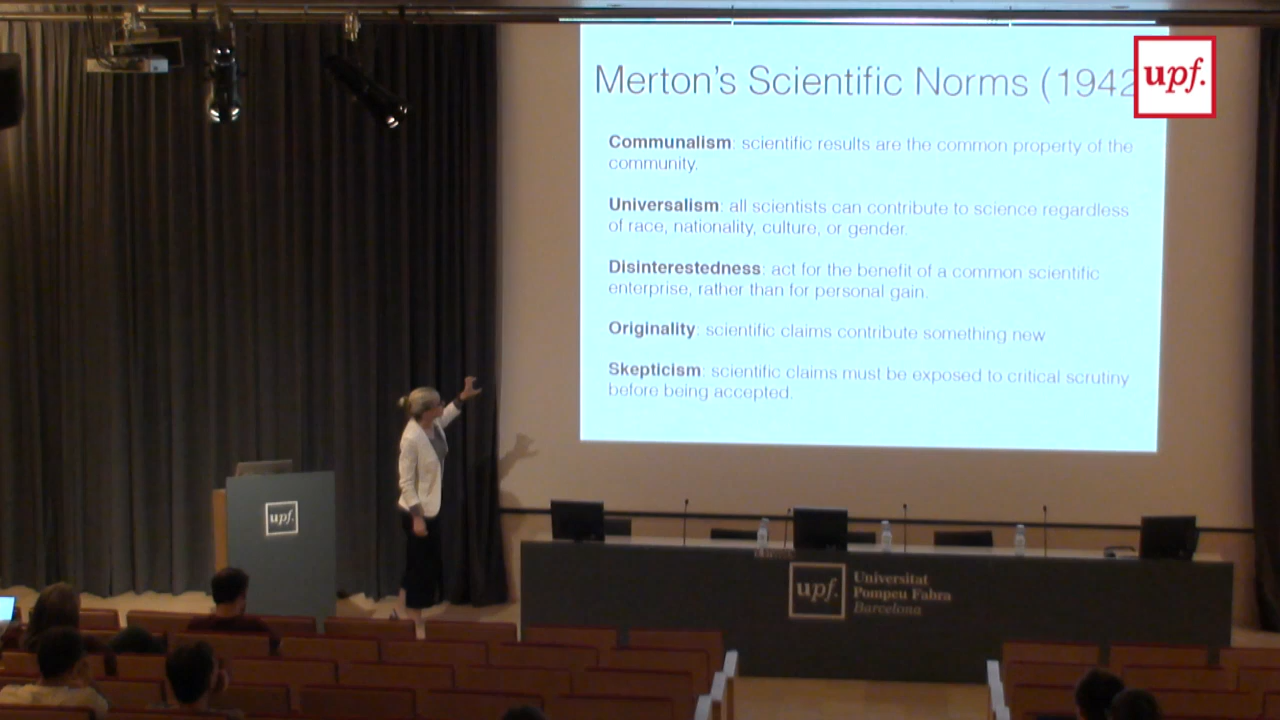 Merton's Scientific Norms (1942
upf.
Communalism: scientific results are the common property of the
community.
Universalism: all scientists can contribute to science regardless
of race, nationality, culture, or gender.
Disinterestedness: act for the benefit of a common scientific
enterprise, rather than for personal gain.
Originality: scientific claims contribute something new
Skepticism: scientific claims must be exposed to critical scrutiny
before being accepted.
upf.
upf.
Universitat
Pompeu Fabra
Barcelona